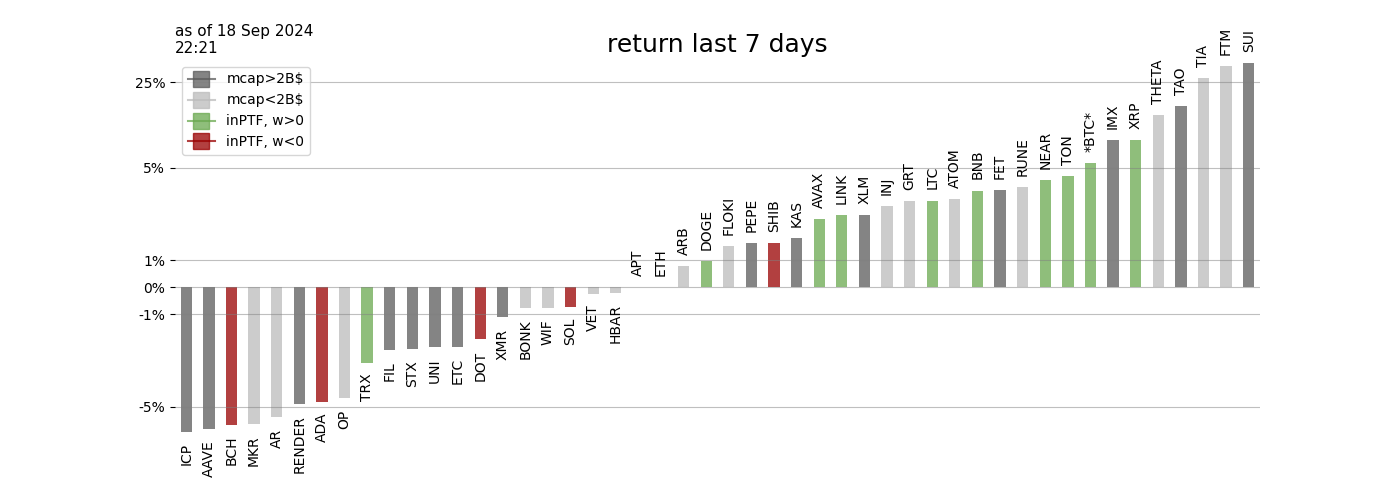 as of 18 Sep 2024
22:21
return last 7 days
mcap>2B$
mcap<2B$
inPTF, w>0
inPTF, w<0
25%
5%
1%
0%
-1%
-5%
ICP
AAVE
BCH
MKR
AR
RENDER
ADA
OP
TRX
FIL
STX
UNI
ETC
DOT
XMR
BONK
WIF
SOL
VET
HBAR
APT
ETH
ARB
DOGE
FLOKI
PEPE
SHIB
KAS
AVAX
LINK
XLM
INJ
GRT
LTC
ATOM
BNB
FET
RUNE
NEAR
TON
*BTC*
IMX
XRP
THETA
TAO
TIA
FTM
SUI